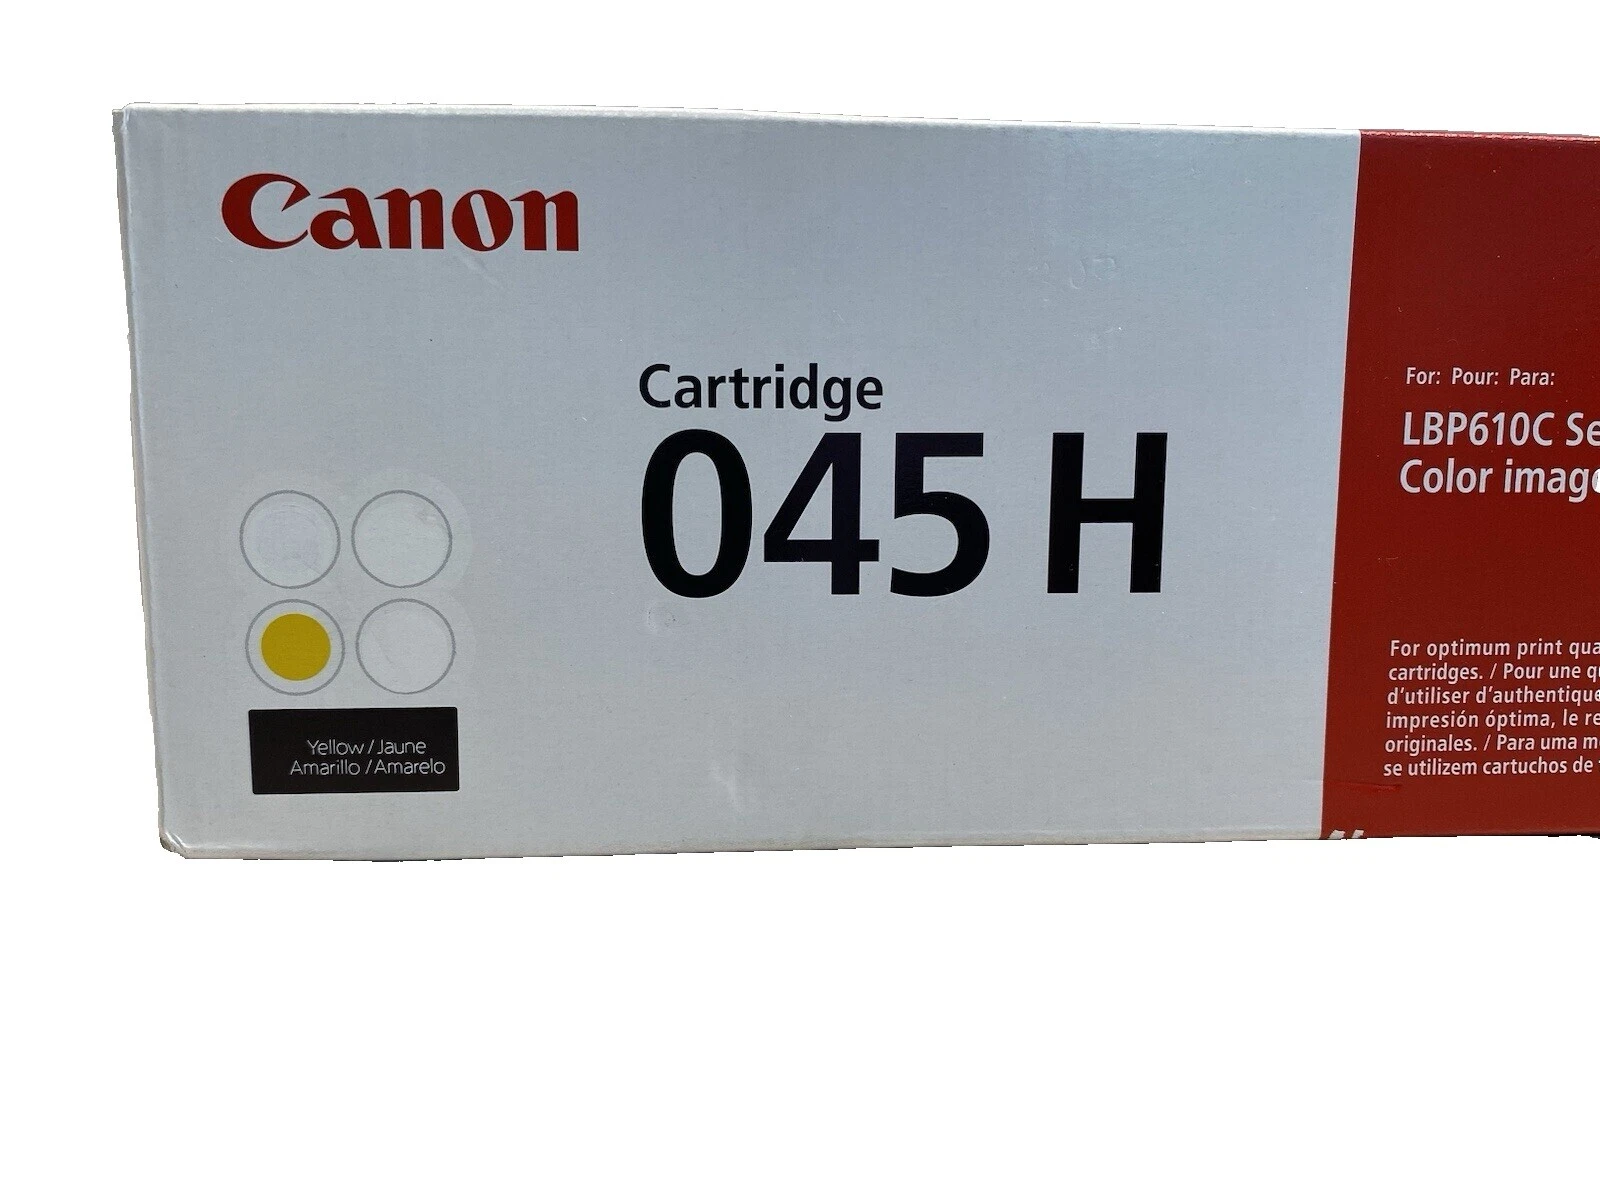 Canon
Cartridge
045 H
Yellow / Jaune
Amarillo / Amarelo
For: Pour: Para:
LBP610C
Color
For optimum print
cartridges. / Pour une
d'utiliser
impresión óptima, le
originales. / Para uma
se utilizem cartuchos de